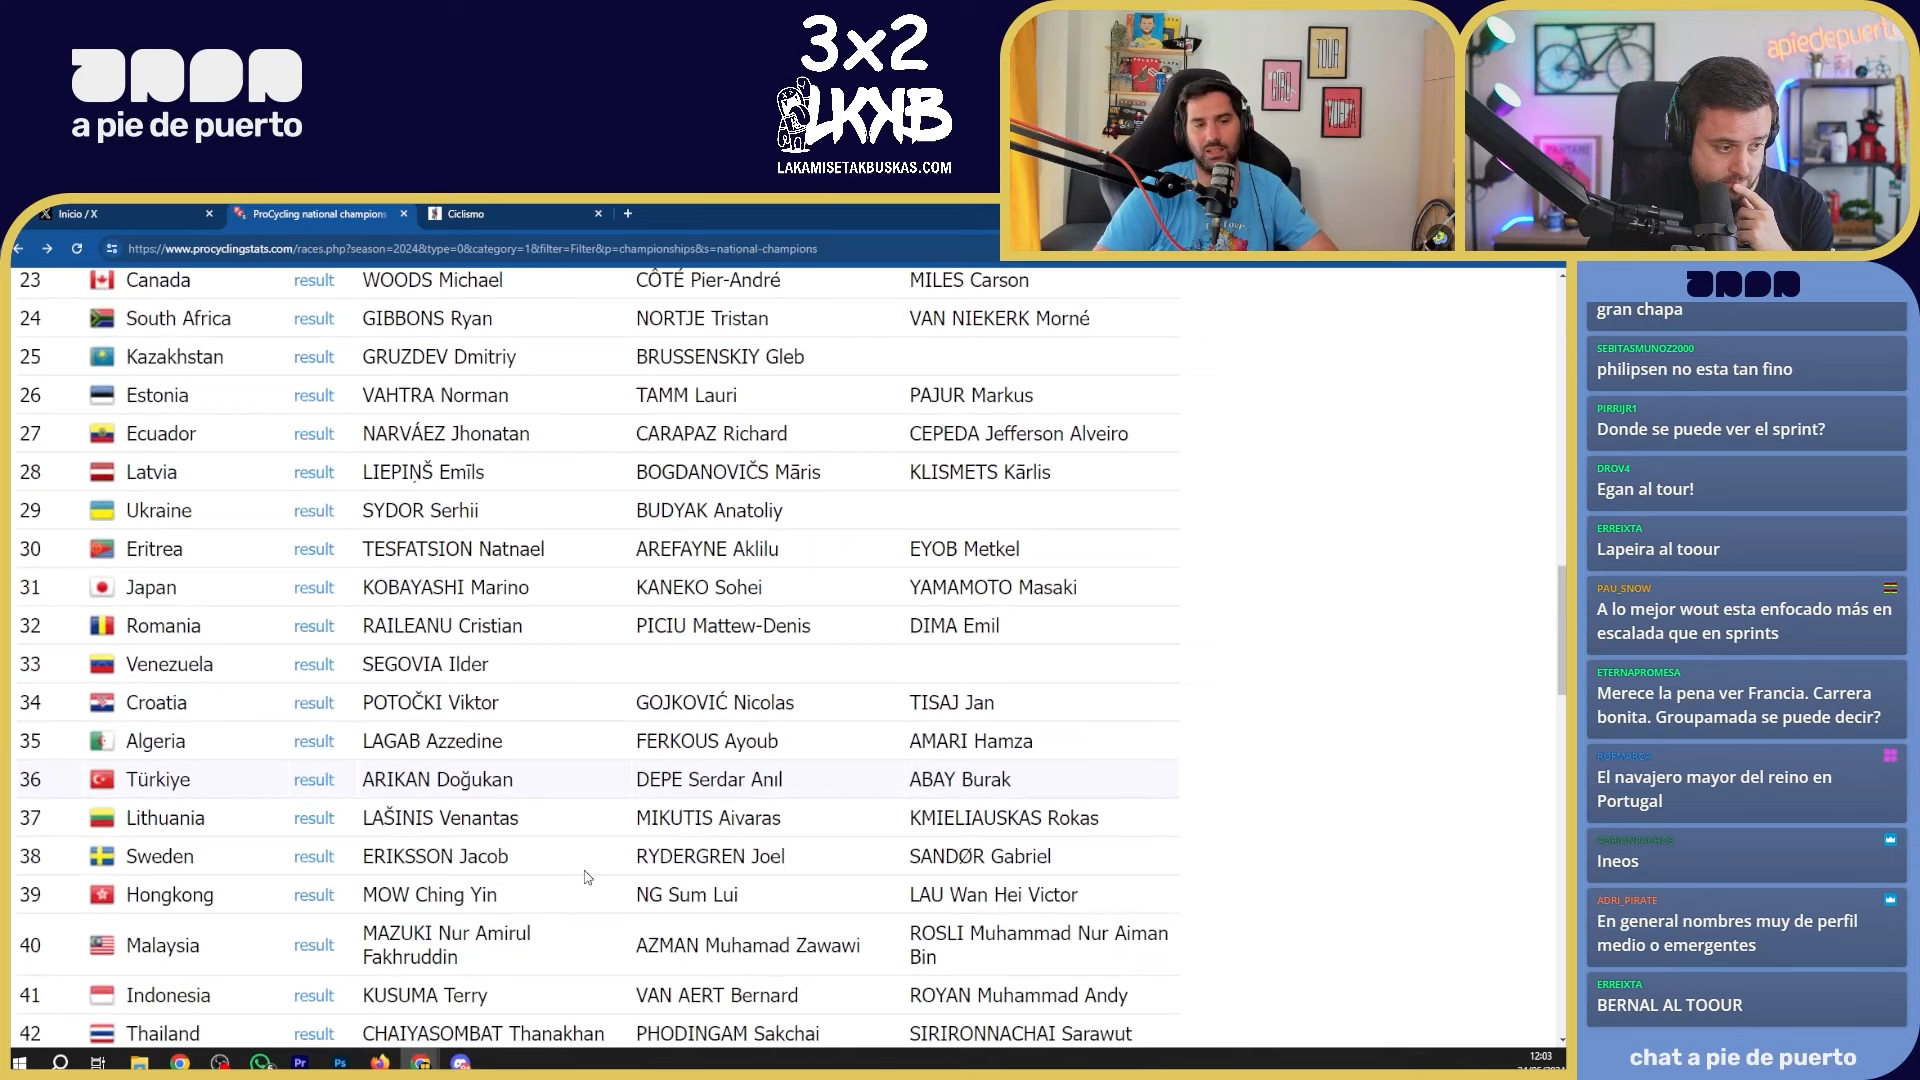 a pie de puerto
3x2
LKKB
LAKAMISETAKBUSKAS.COM
TOUR
GIRO
VUELTA
apiedepuerto
Inicio / X
ProCycling national champions
Ciclismo
https://www.procyclingstats.com/races.php?season=2024&type=0&category=1&filter=Filter&p=championships&s=national-champions
23 Canada result WOODS Michael CÔTÉ Pier-André MILES Carson
24 South Africa result GIBBONS Ryan NORTJE Tristan VAN NIEKERK Morné
25 Kazakhstan result GRUZDEV Dmitriy BRUSSENSKIY Gleb
26 Estonia result VAHTRA Norman TAMM Lauri PAJUR Markus
27 Ecuador result NARVÁEZ Jhonatan CARAPAZ Richard CEPEDA Jefferson Alveiro
28 Latvia result LIEPIŅŠ Emīls BOGDANOVIČS Māris KLISMETS Kārlis
29 Ukraine result SYDOR Serhii BUDYAK Anatoliy
30 Eritrea result TESFATSION Natnael AREFAYNE Aklilu EYOB Metkel
31 Japan result KOBAYASHI Marino KANEKO Sohei YAMAMOTO Masaki
32 Romania result RAILEANU Cristian PICIU Mattew-Denis DIMA Emil
33 Venezuela result SEGOVIA Ilder
34 Croatia result POTOČKI Viktor GOJKOVIĆ Nicolas TISAJ Jan
35 Algeria result LAGAB Azzedine FERKOUS Ayoub AMARI Hamza
36 Türkiye result ARIKAN Doğukan DEPE Serdar Anıl ABAY Burak
37 Lithuania result LAŠINIS Venantas MIKUTIS Aivaras KMIELIAUSKAS Rokas
38 Sweden result ERIKSSON Jacob RYDERGREN Joel SANDØR Gabriel
39 Hongkong result MOW Ching Yin NG Sum Lui LAU Wan Hei Victor
40 Malaysia result MAZUKI Nur Amirul Fakhruddin AZMAN Muhamad Zawawi ROSLI Muhammad Nur Aiman Bin
41 Indonesia result KUSUMA Terry VAN AERT Bernard ROYAN Muhammad Andy
42 Thailand result CHAIYASOMBAT Thanakhan PHODINGAM Sakchai SIRIRONNACHAI Sarawut
12:03
gran chapa
SEBITASMUNOZ2000
philipsen no esta tan fino
PIRRIJR1
Donde se puede ver el sprint?
DROV4
Egan al tour!
ERREIXTA
Lapeira al toour
PAU_SNOW
A lo mejor wout esta enfocado más en
escalada que en sprints
ETERNAPROMESA
Merece la pena ver Francia. Carrera
bonita. Groupamada se puede decir?
El navajero mayor del reino en
Portugal
Ineos
ADRI_PIRATE
En general nombres muy de perfil
medio o emergentes
ERREIXTA
BERNAL AL TOOUR
chat a pie de puerto